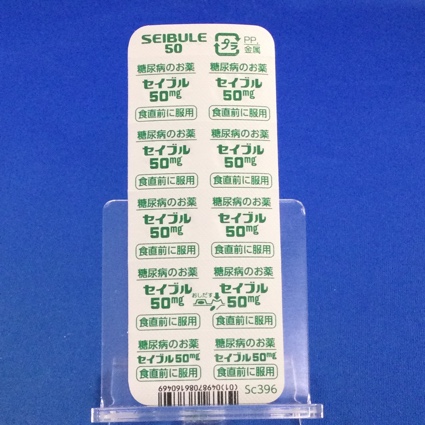 SEIBULE
50
プラ
PP,
金属
糖尿病のお薬 糖尿病のお薬
セイブル セイブル
50mg 50mg
食直前に服用 食直前に服用
糖尿病のお薬 糖尿病のお薬
セイブル セイブル
50mg 50mg
食直前に服用 食直前に服用
糖尿病のお薬 糖尿病のお薬
セイブル セイブル
50mg 50mg
食直前に服用 食直前に服用
糖尿病のお薬 糖尿病のお薬
セイブル おしだす セイブル
50mg 50mg
食直前に服用 食直前に服用
糖尿病のお薬 糖尿病のお薬
セイブル50mg セイブル50mg
食直前に服用 食直前に服用
(01)04987086160469
Sc396